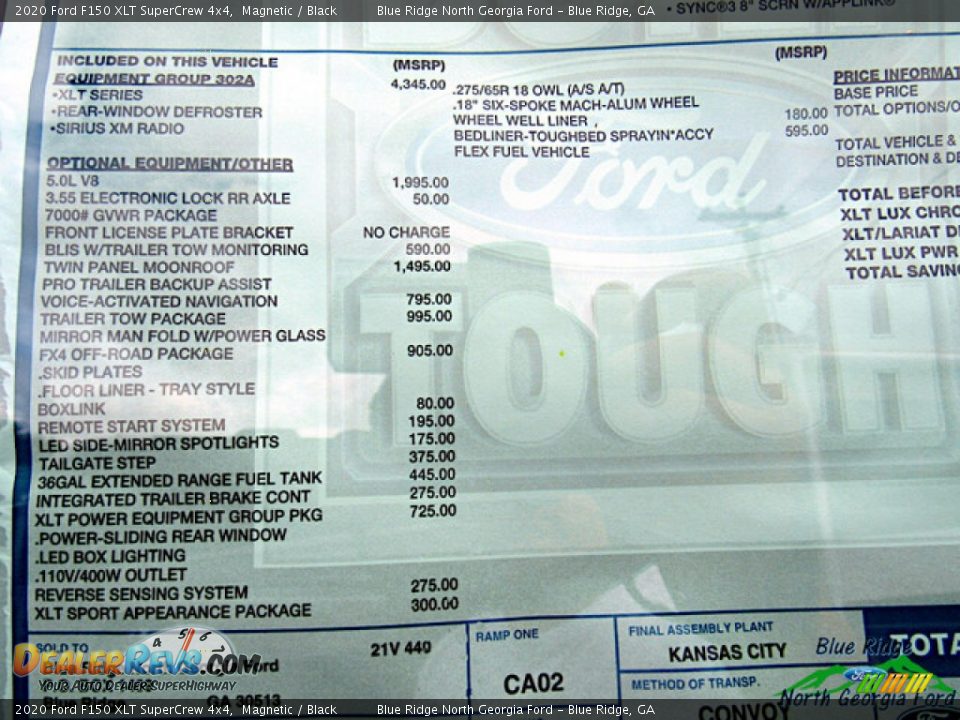 2020 Ford F150 XLT SuperCrew 4x4, Magnetic / Black Blue Ridge North Georgia Ford - Blue Ridge, GA
• SYNC®3 8" SCRN W/APPLINK®
INCLUDED ON THIS VEHICLE (MSRP)
EQUIPMENT GROUP 302A 4,345.00
•XLT SERIES
•REAR-WINDOW DEFROSTER
•SIRIUS XM RADIO
OPTIONAL EQUIPMENT/OTHER
5.0L V8 1,995.00
3.55 ELECTRONIC LOCK RR AXLE 50.00
7000# GVWR PACKAGE
FRONT LICENSE PLATE BRACKET NO CHARGE
BLIS W/TRAILER TOW MONITORING 590.00
TWIN PANEL MOONROOF 1,495.00
PRO TRAILER BACKUP ASSIST
VOICE-ACTIVATED NAVIGATION 795.00
TRAILER TOW PACKAGE 995.00
MIRROR MAN FOLD W/POWER GLASS
FX4 OFF-ROAD PACKAGE 905.00
.SKID PLATES
.FLOOR LINER - TRAY STYLE
BOXLINK 80.00
REMOTE START SYSTEM 195.00
LED SIDE-MIRROR SPOTLIGHTS 175.00
TAILGATE STEP 375.00
36GAL EXTENDED RANGE FUEL TANK 445.00
INTEGRATED TRAILER BRAKE CONT 275.00
XLT POWER EQUIPMENT GROUP PKG 725.00
.POWER-SLIDING REAR WINDOW
.LED BOX LIGHTING
.110V/400W OUTLET
REVERSE SENSING SYSTEM 275.00
XLT SPORT APPEARANCE PACKAGE 300.00
(MSRP)
.275/65R 18 OWL (A/S A/T)
.18" SIX-SPOKE MACH-ALUM WHEEL
WHEEL WELL LINER 180.00
BEDLINER-TOUGHBED SPRAYIN*ACCY 595.00
FLEX FUEL VEHICLE
PRICE INFORMAT
BASE PRICE
TOTAL OPTIONS/O
TOTAL VEHICLE &
DESTINATION & DE
TOTAL BEFORE
XLT LUX CHRO
XLT/LARIAT D
XLT LUX PWR
TOTAL SAVIN
Ford
TOUGH
SOLD TO
21V 440
Ford
GA 30513
RAMP ONE
CA02
FINAL ASSEMBLY PLANT
KANSAS CITY
METHOD OF TRANSP.
CONVOY
TOTA
4 5 6 7
DEALERREVS.COM
YOUR AUTO DEALER SUPERHIGHWAY
Blue Ridge
North Georgia Ford
2020 Ford F150 XLT SuperCrew 4x4, Magnetic / Black Blue Ridge North Georgia Ford - Blue Ridge, GA